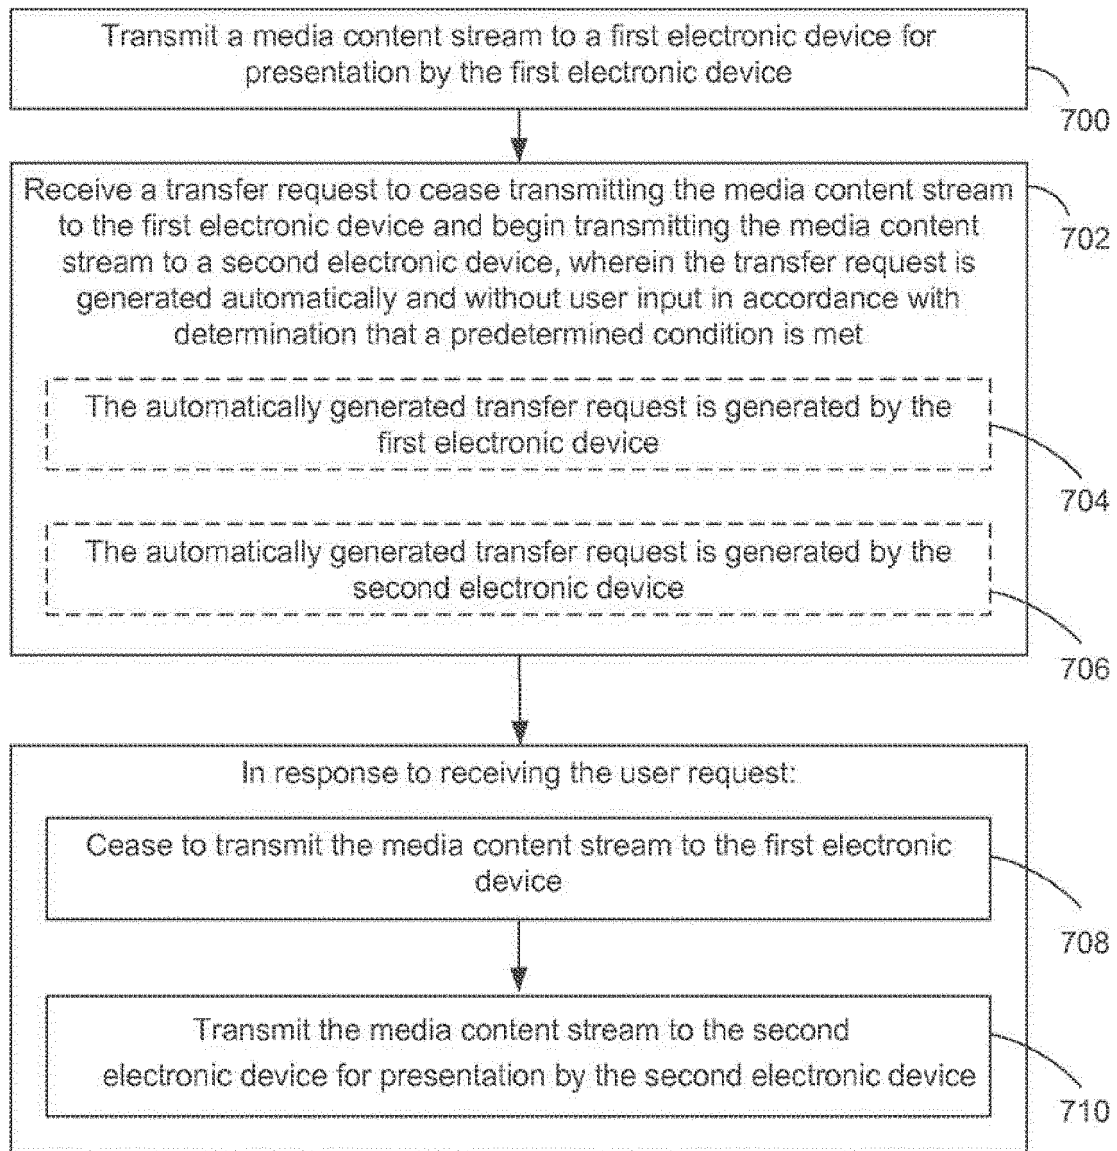 Transmit a media content stream to a first electronic device for
presentation by the first electronic device
700
Receive a transfer request to cease transmitting the media content stream
to the first electronic device and begin transmitting the media content
stream to a second electronic device, wherein the transfer request is
generated automatically and without user input in accordance with
determination that a predetermined condition is met
702
The automatically generated transfer request is generated by the
first electronic device
704
The automatically generated transfer request is generated by the
second electronic device
706
In response to receiving the user request:
Cease to transmit the media content stream to the first electronic
device
708
Transmit the media content stream to the second
electronic device for presentation by the second electronic device
710